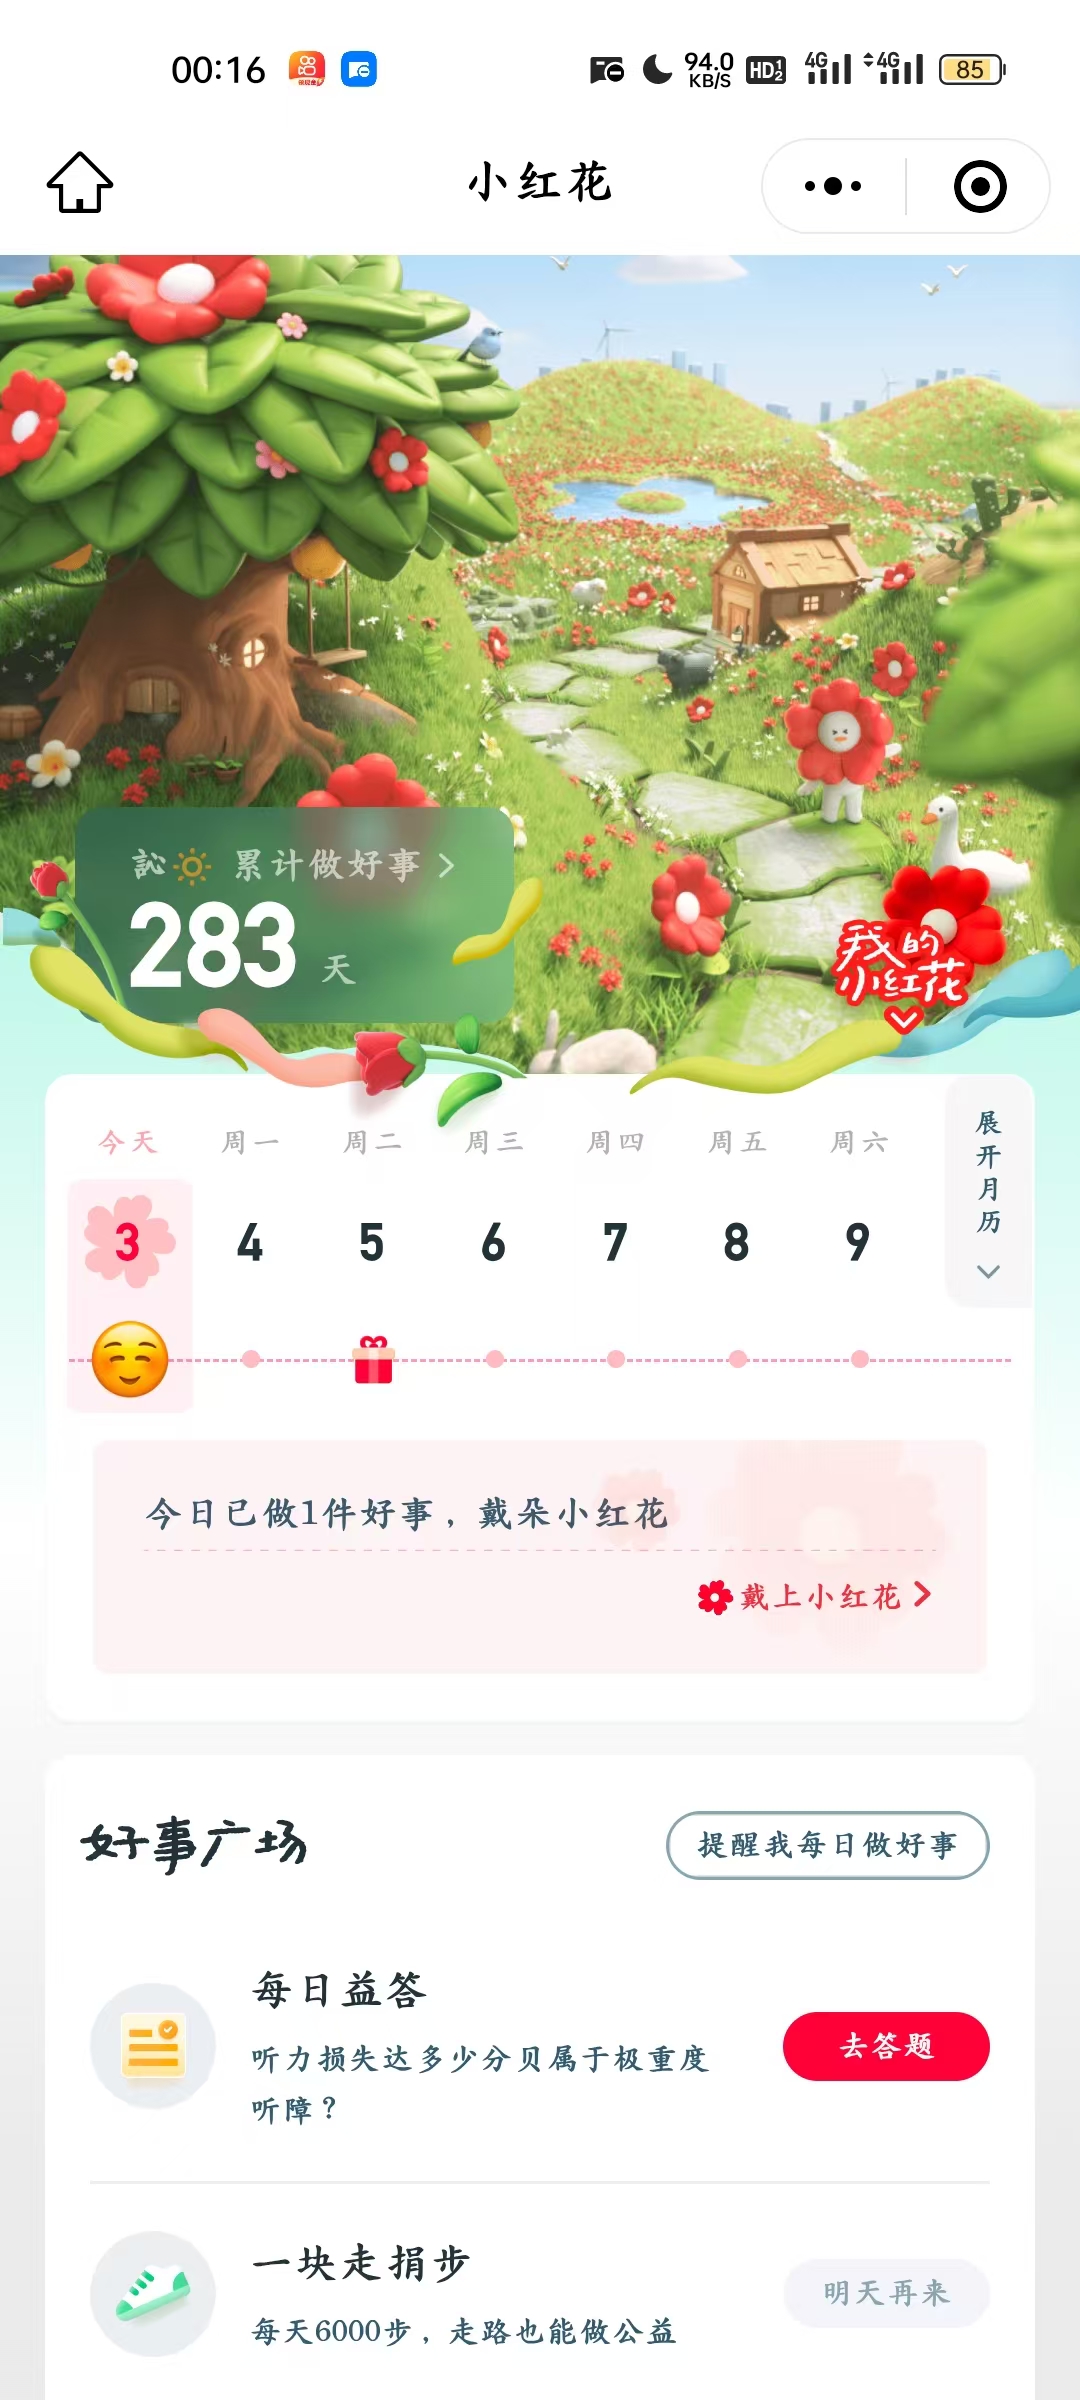 00:16
94.0
KB/S
HD 1 2
4G
4G
85
小红花
訫☀ 累计做好事 >
283 天
我的
小红花
今天 周一 周二 周三 周四 周五 周六
3 4 5 6 7 8 9
展开月历
今日已做1件好事，戴朵小红花
戴上小红花 >
好事广场
提醒我每日做好事
每日益答
听力损失达多少分贝属于极重度
听障？
去答题
一块走捐步
每天6000步，走路也能做公益
明天再来